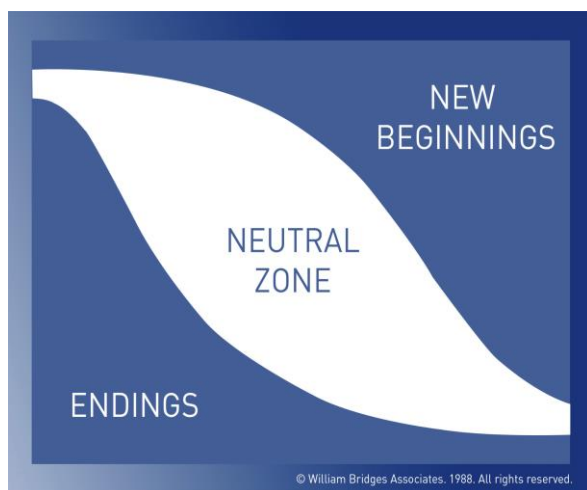 NEW
BEGINNINGS
NEUTRAL
ZONE
ENDINGS
© William Bridges Associates. 1988. All rights reserved.